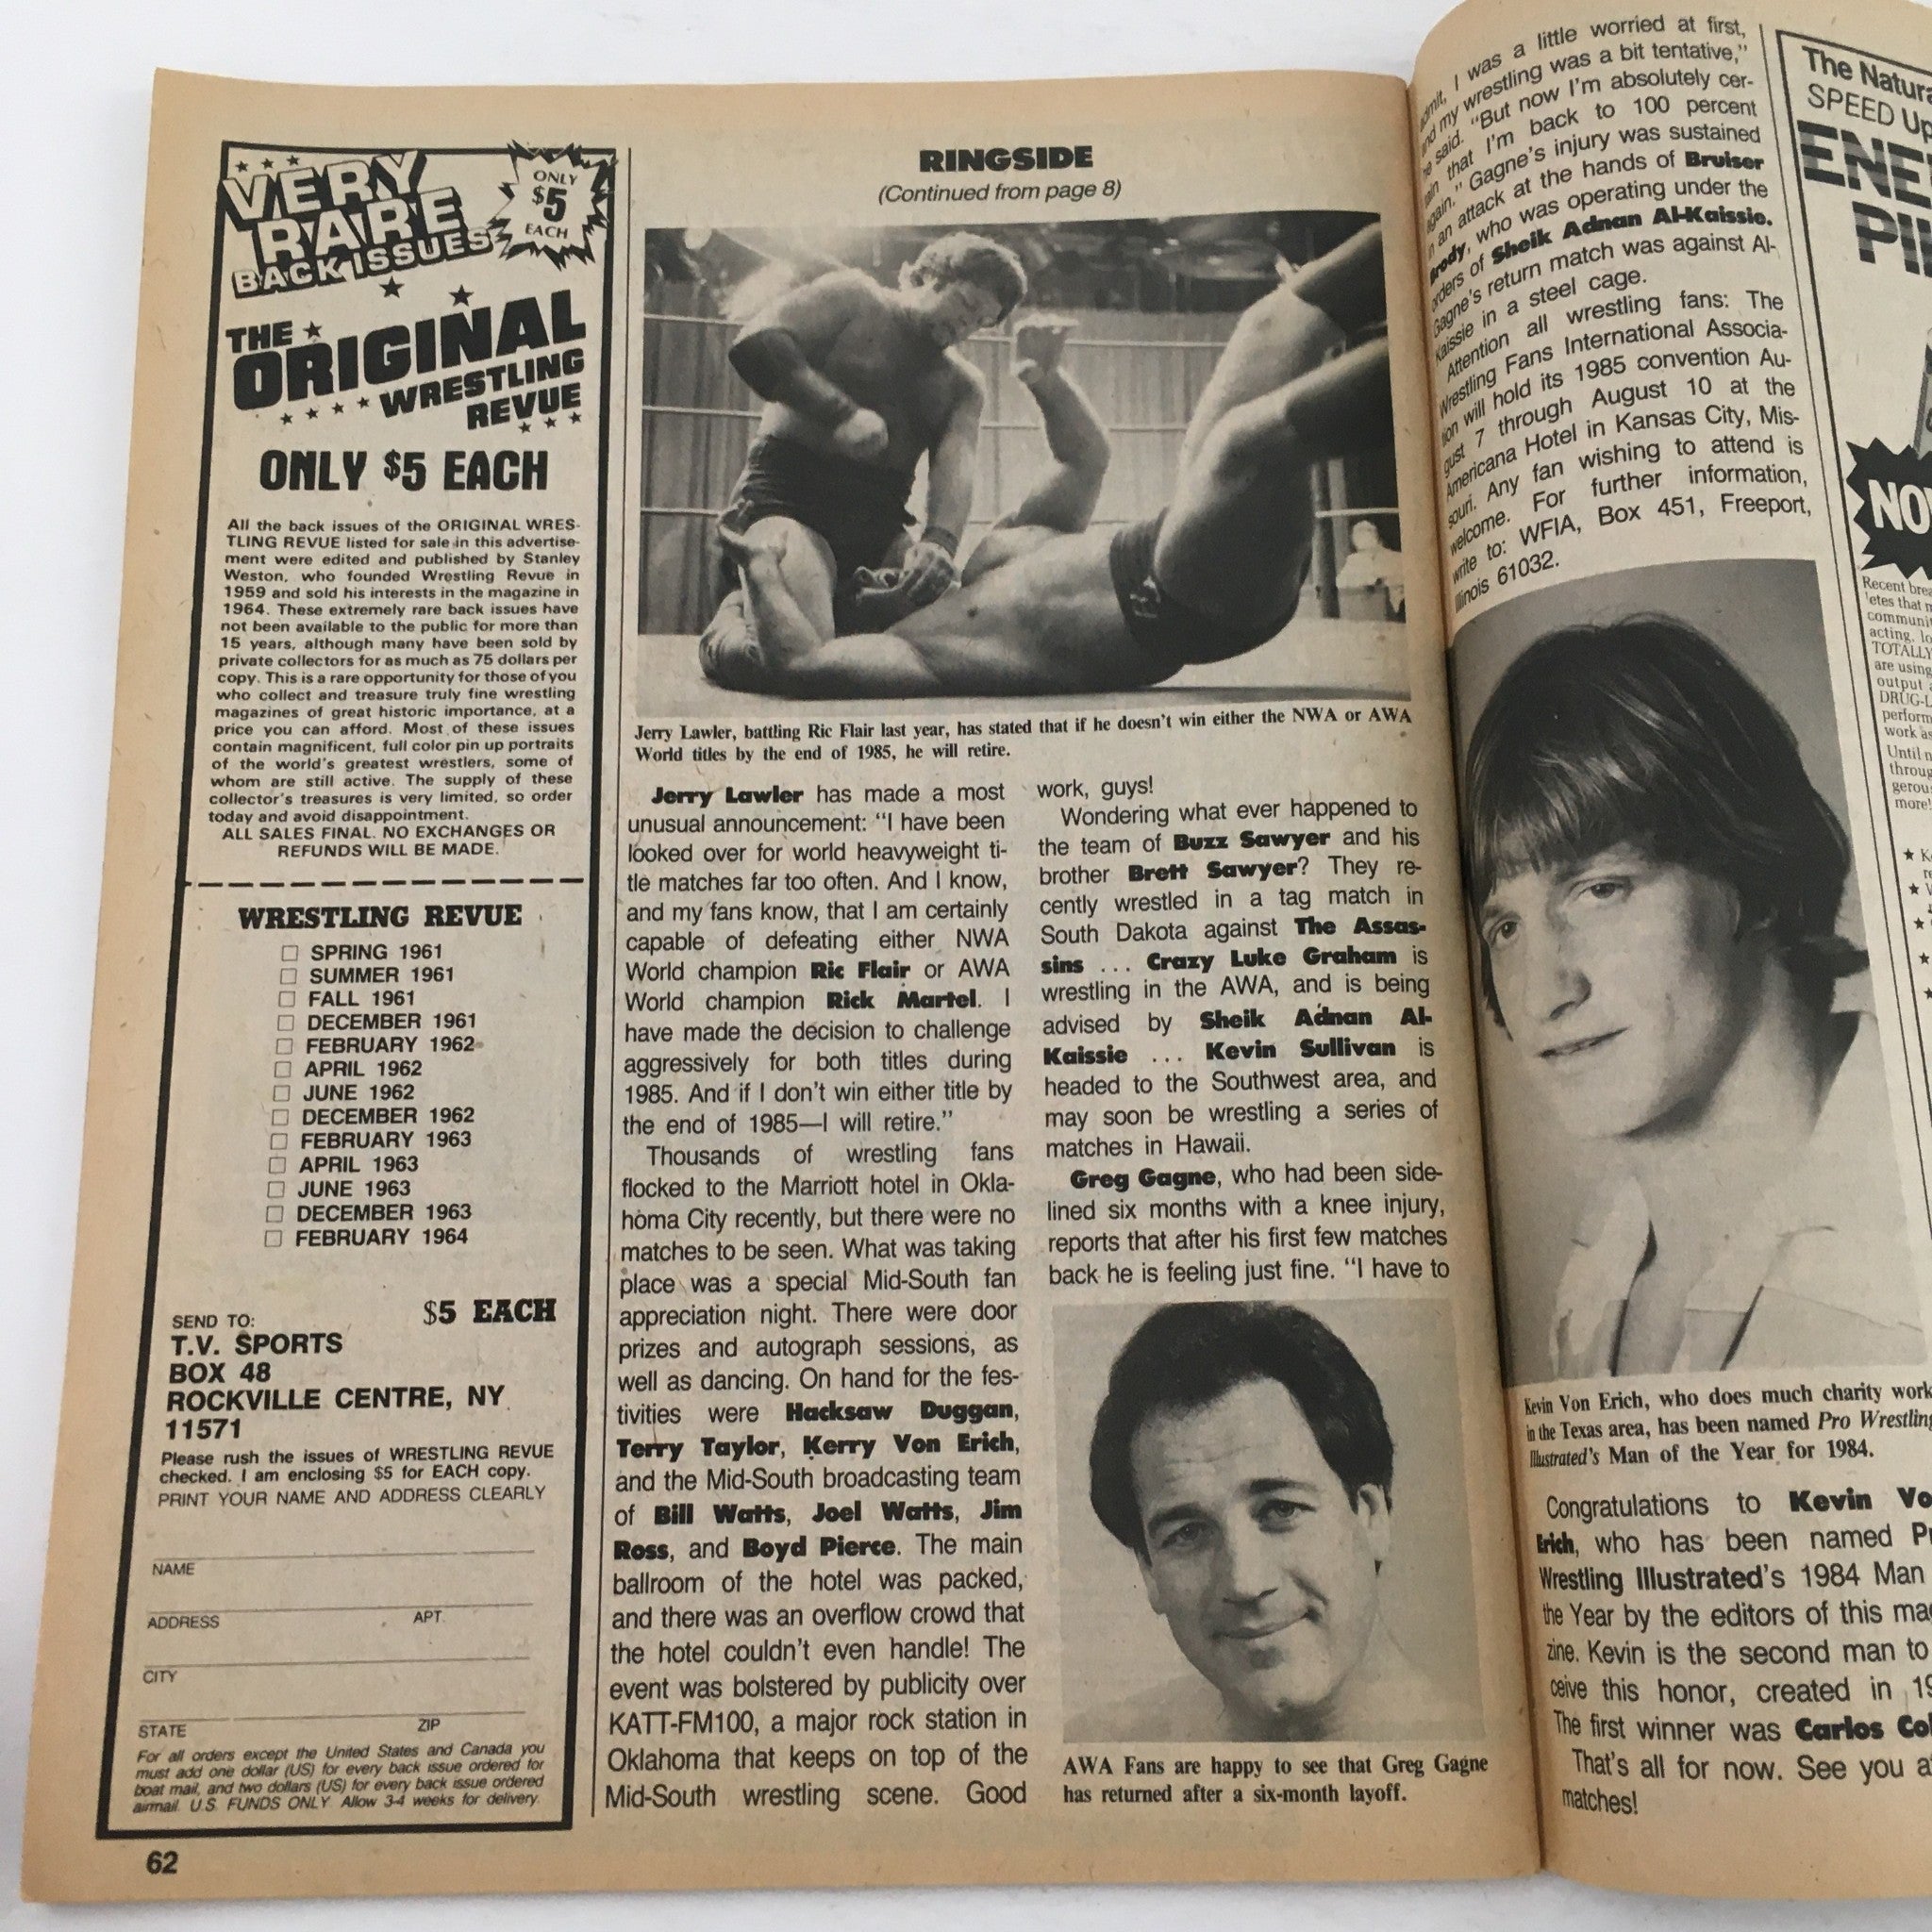 VERY
RARE
BACK ISSUES
ONLY
$5
EACH
THE
ORIGINAL
WRESTLING
REVUE
ONLY $5 EACH
All the back issues of the ORIGINAL WRES-
TLING REVUE listed for sale in this advertise-
ment were edited and published by Stanley
Weston, who founded Wrestling Revue in
1959 and sold his interests in the magazine in
1964. These extremely rare back issues have
not been available to the public for more than
15 years, although many have been sold by
private collectors for as much as 75 dollars per
copy. This is a rare opportunity for those of you
who collect and treasure truly fine wrestling
magazines of great historic importance, at a
price you can afford. Most of these issues
contain magnificent, full color pin up portraits
of the world's greatest wrestlers, some of
whom are still active. The supply of these
collector's treasures is very limited, so order
today and avoid disappointment.
ALL SALES FINAL. NO EXCHANGES OR
REFUNDS WILL BE MADE.
WRESTLING REVUE
SPRING 1961
SUMMER 1961
FALL 1961
DECEMBER 1961
FEBRUARY 1962
APRIL 1962
JUNE 1962
DECEMBER 1962
FEBRUARY 1963
APRIL 1963
JUNE 1963
DECEMBER 1963
FEBRUARY 1964
$5 EACH
SEND TO:
T.V. SPORTS
BOX 48
ROCKVILLE CENTRE, NY
11571
Please rush the issues of WRESTLING REVUE
checked. I am enclosing $5 for EACH copy.
PRINT YOUR NAME AND ADDRESS CLEARLY
NAME
ADDRESS APT.
CITY
STATE ZIP
For all orders except the United States and Canada you
must add one dollar (US) for every back issue ordered for
boat mail, and two dollars (US) for every back issue ordered
airmail. U.S. FUNDS ONLY. Allow 3-4 weeks for delivery.
62
RINGSIDE
(Continued from page 8)
Jerry Lawler, battling Ric Flair last year, has stated that if he doesn't win either the NWA or AWA
World titles by the end of 1985, he will retire.
Jerry Lawler has made a most
unusual announcement: "I have been
looked over for world heavyweight ti-
tle matches far too often. And I know,
and my fans know, that I am certainly
capable of defeating either NWA
World champion Ric Flair or AWA
World champion Rick Martel. I
have made the decision to challenge
aggressively for both titles during
1985. And if I don't win either title by
the end of 1985—I will retire."
Thousands of wrestling fans
flocked to the Marriott hotel in Okla-
homa City recently, but there were no
matches to be seen. What was taking
place was a special Mid-South fan
appreciation night. There were door
prizes and autograph sessions, as
well as dancing. On hand for the fes-
tivities were Hacksaw Duggan,
Terry Taylor, Kerry Von Erich,
and the Mid-South broadcasting team
of Bill Watts, Joel Watts, Jim
Ross, and Boyd Pierce. The main
ballroom of the hotel was packed,
and there was an overflow crowd that
the hotel couldn't even handle! The
event was bolstered by publicity over
KATT-FM100, a major rock station in
Oklahoma that keeps on top of the
Mid-South wrestling scene. Good
work, guys!
Wondering what ever happened to
the team of Buzz Sawyer and his
brother Brett Sawyer? They re-
cently wrestled in a tag match in
South Dakota against The Assas-
sins ... Crazy Luke Graham is
wrestling in the AWA, and is being
advised by Sheik Adnan Al-
Kaissie ... Kevin Sullivan is
headed to the Southwest area, and
may soon be wrestling a series of
matches in Hawaii.
Greg Gagne, who had been side-
lined six months with a knee injury,
reports that after his first few matches
back he is feeling just fine. "I have to
AWA Fans are happy to see that Greg Gagne
has returned after a six-month layoff.
I was a little worried at first,
and my wrestling was a bit tentative,"
he said. "But now I'm absolutely cer-
tain that I'm back to 100 percent
again." Gagne's injury was sustained
in an attack at the hands of Bruiser
Brody, who was operating under the
orders of Sheik Adnan Al-Kaissie.
Gagne's return match was against Al-
Kaissie in a steel cage.
Attention all wrestling fans: The
Wrestling Fans International Associa-
tion will hold its 1985 convention Au-
gust 7 through August 10 at the
Americana Hotel in Kansas City, Mis-
souri. Any fan wishing to attend is
welcome. For further information,
write to: WFIA, Box 451, Freeport,
Illinois 61032.
Kevin Von Erich, who does much charity work
in the Texas area, has been named Pro Wrestling
Illustrated's Man of the Year for 1984.
Congratulations to Kevin
Erich, who has been named
Wrestling Illustrated's 1984 Man
the Year by the editors of this
zine. Kevin is the second man to
ceive this honor, created in
The first winner was Carlos
That's all for now. See you
matches!
The
SPEED Up
Recent
acting,
TOTALLY
are using
output
work as
Until
more!